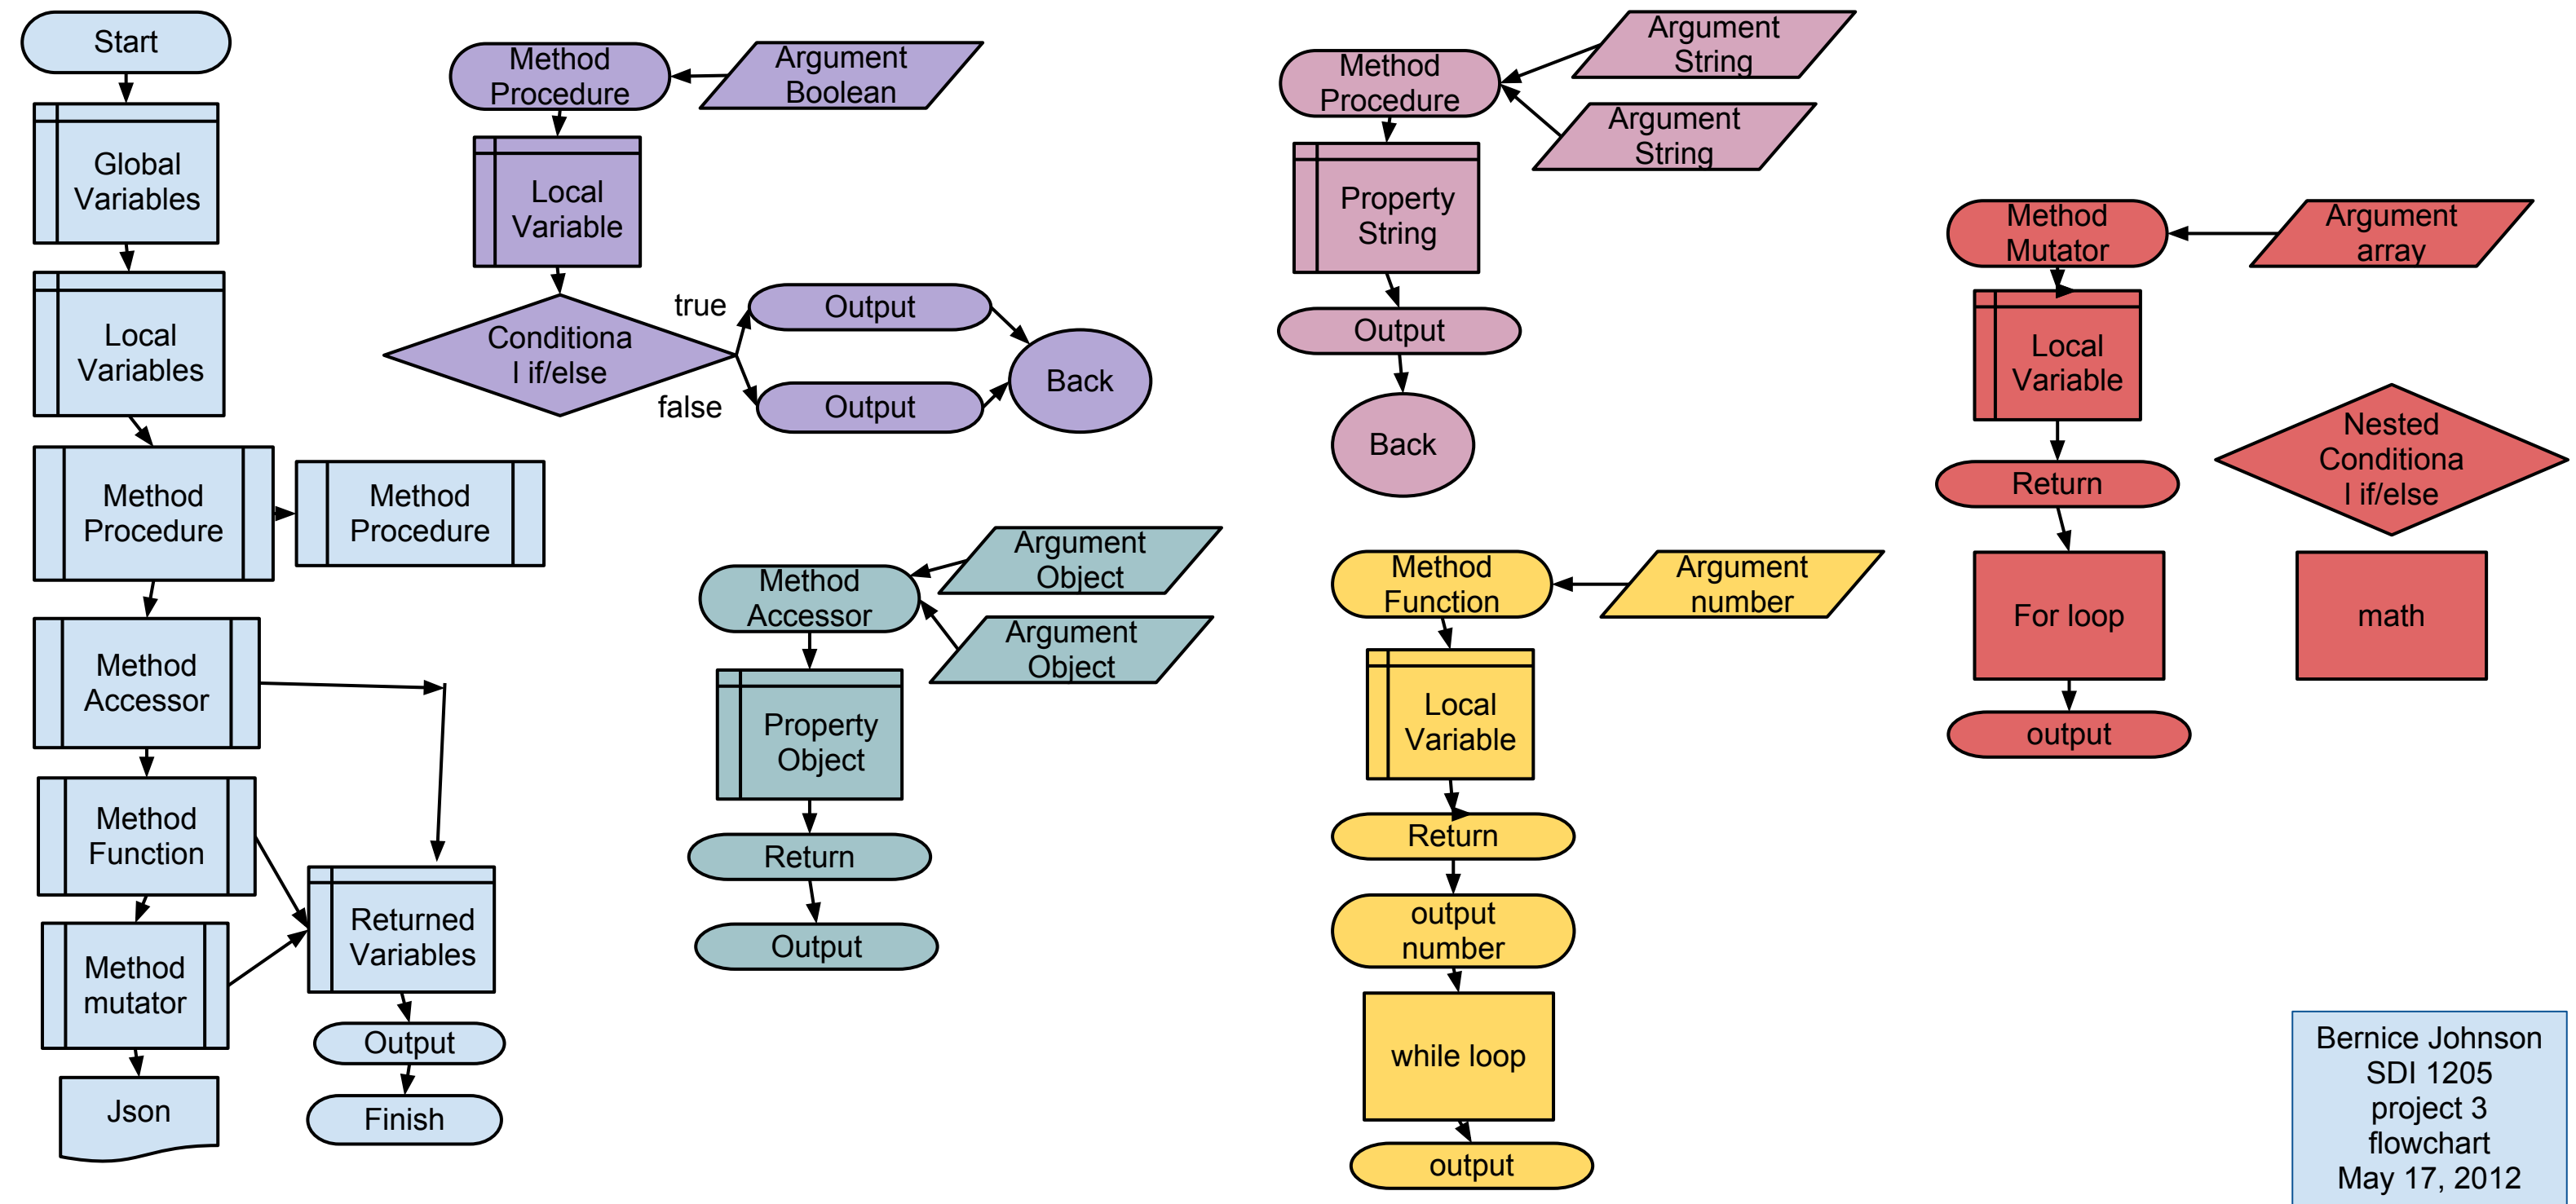 Start
Global
Variables
Local
Variables
Method
Procedure
Method
Procedure
Method
Accessor
Method
Function
Method
mutator
Json
Returned
Variables
Output
Finish
Method
Procedure
Argument
Boolean
Local
Variable
Conditiona
l if/else
true
false
Output
Output
Back
Method
Accessor
Argument
Object
Argument
Object
Property
Object
Return
Output
Method
Procedure
Argument
String
Argument
String
Property
String
Output
Back
Method
Function
Argument
number
Local
Variable
Return
output
number
while loop
output
Method
Mutator
Argument
array
Local
Variable
Return
For loop
output
Nested
Conditiona
l if/else
math
Bernice Johnson
SDI 1205
project 3
flowchart
May 17, 2012